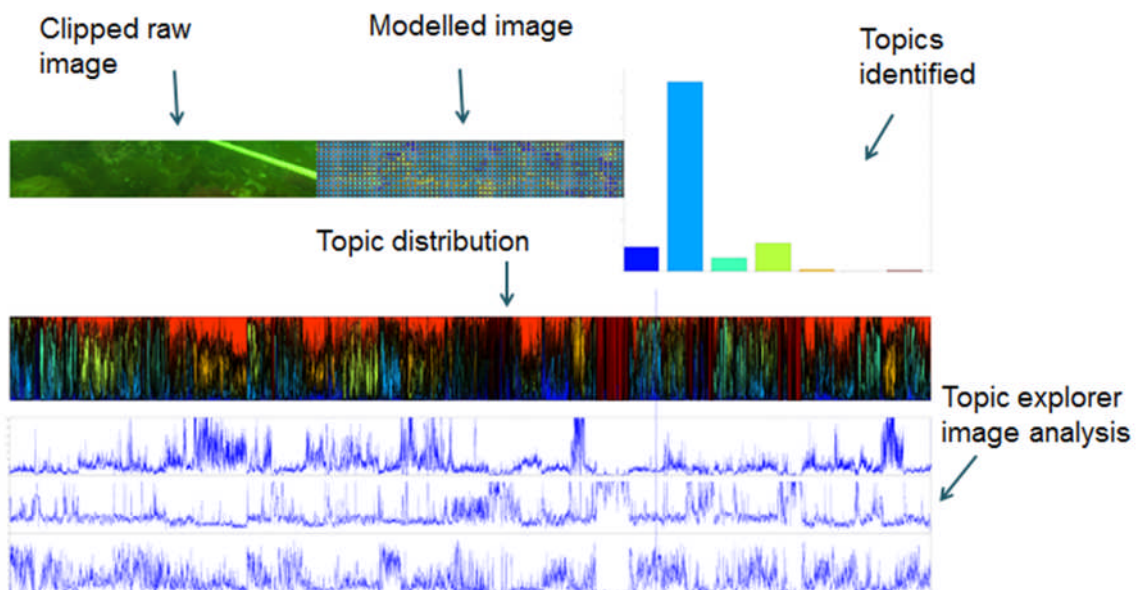 Clipped raw
image
Modelled image
Topics
identified
Topic distribution
Topic explorer
image analysis